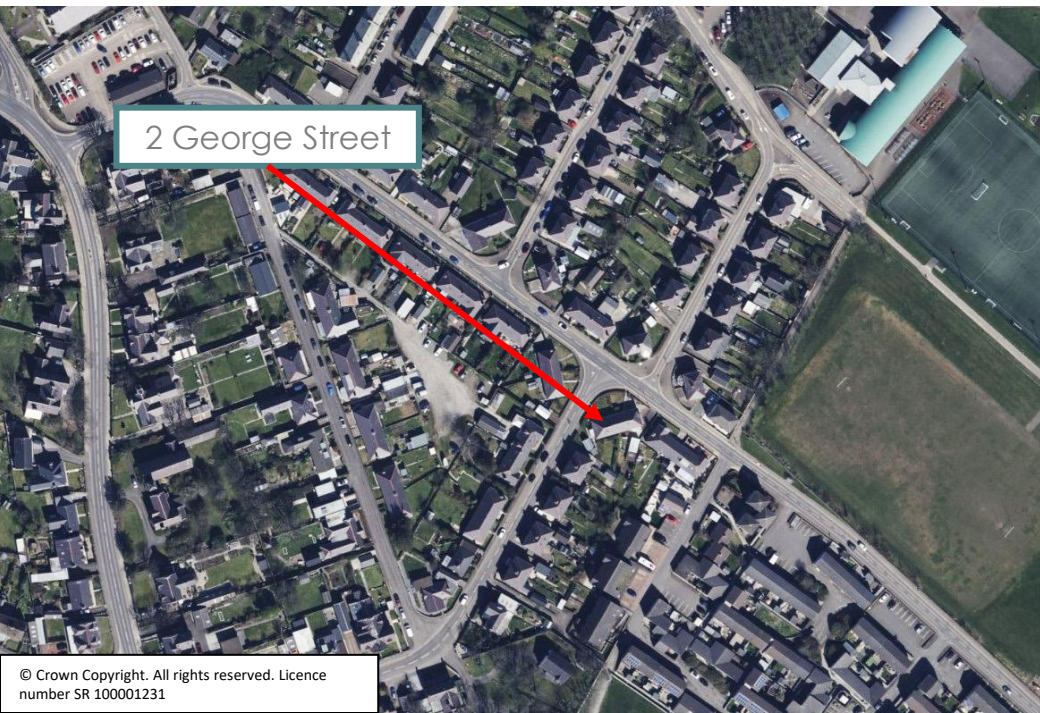 2 George Street
© Crown Copyright. All rights reserved. Licence
number SR 100001231